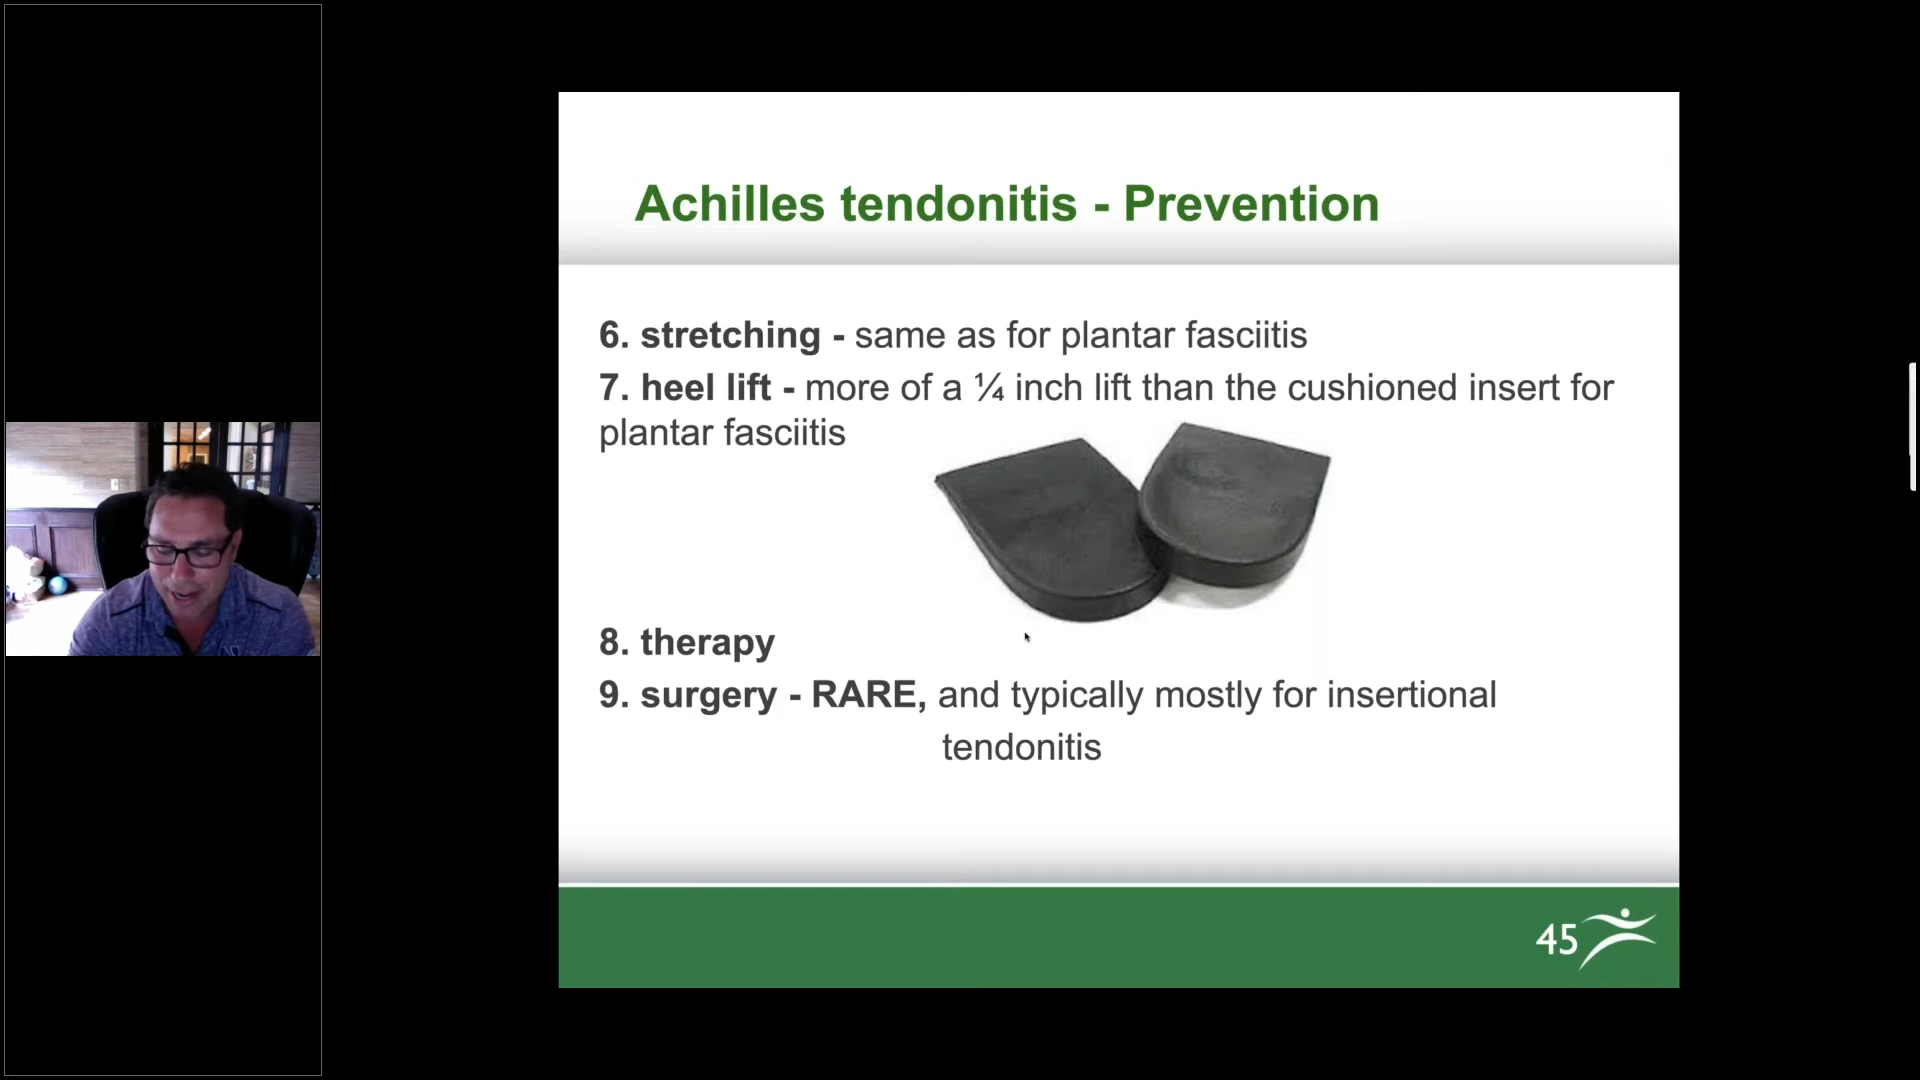 Achilles tendonitis - Prevention
6. stretching - same as for plantar fasciitis
7. heel lift - more of a ¼ inch lift than the cushioned insert for
plantar fasciitis
8. therapy
9. surgery - RARE, and typically mostly for insertional
tendonitis
45